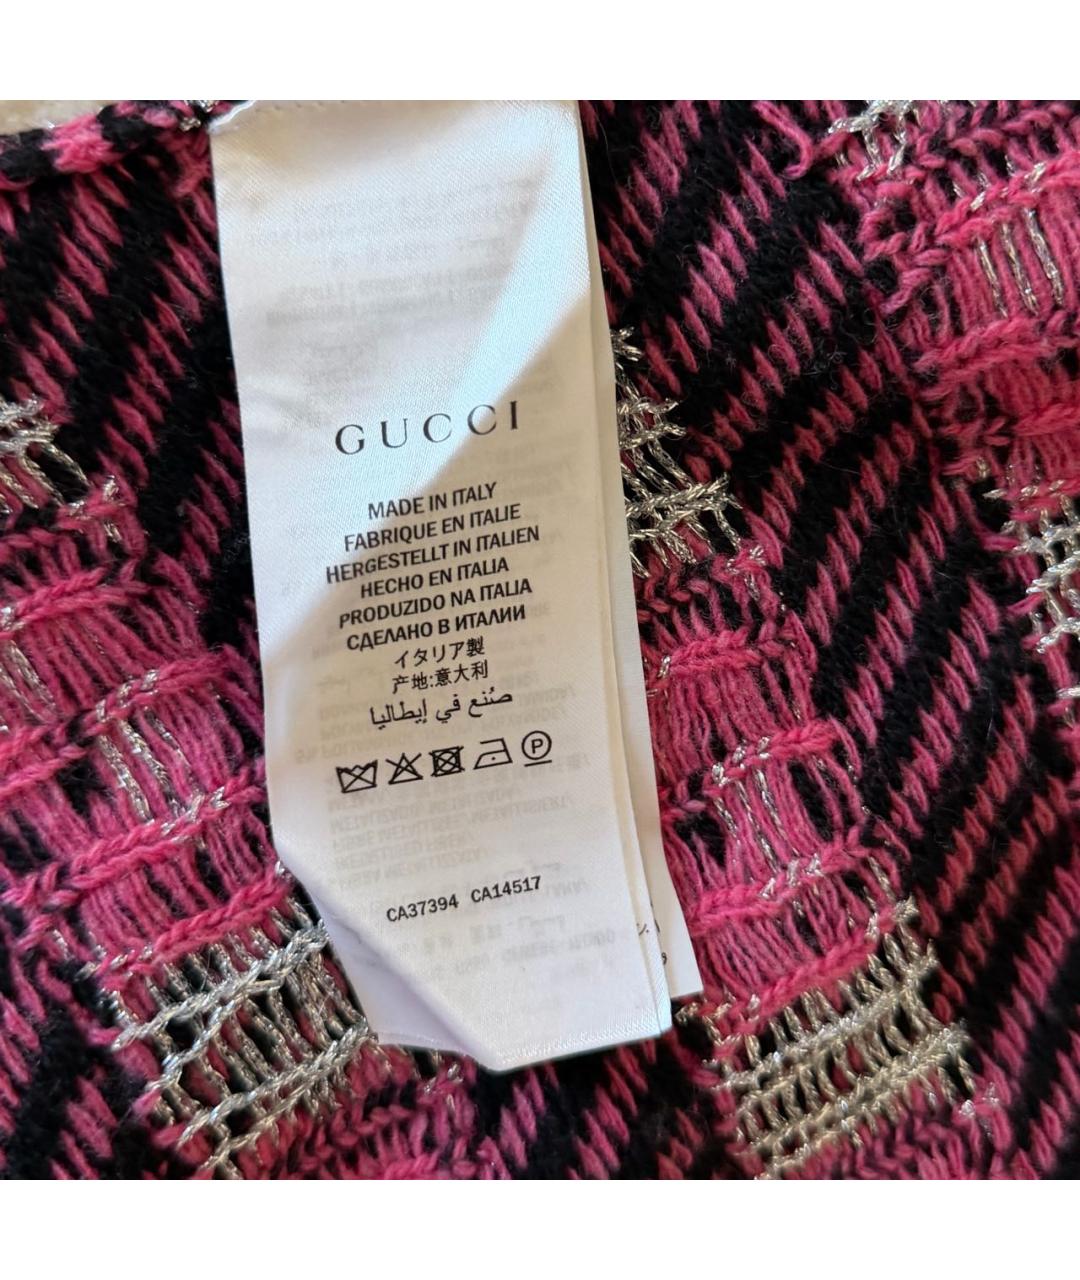 GUCCI
MADE IN ITALY
FABRIQUE EN ITALIE
HERGESTELLT IN ITALIEN
HECHO EN ITALIA
PRODUZIDO NA ITALIA
СДЕЛАНО В ИТАЛИИ
イタリア製
产地:意大利
صُنع في إيطاليا
P
CA37394 CA14517